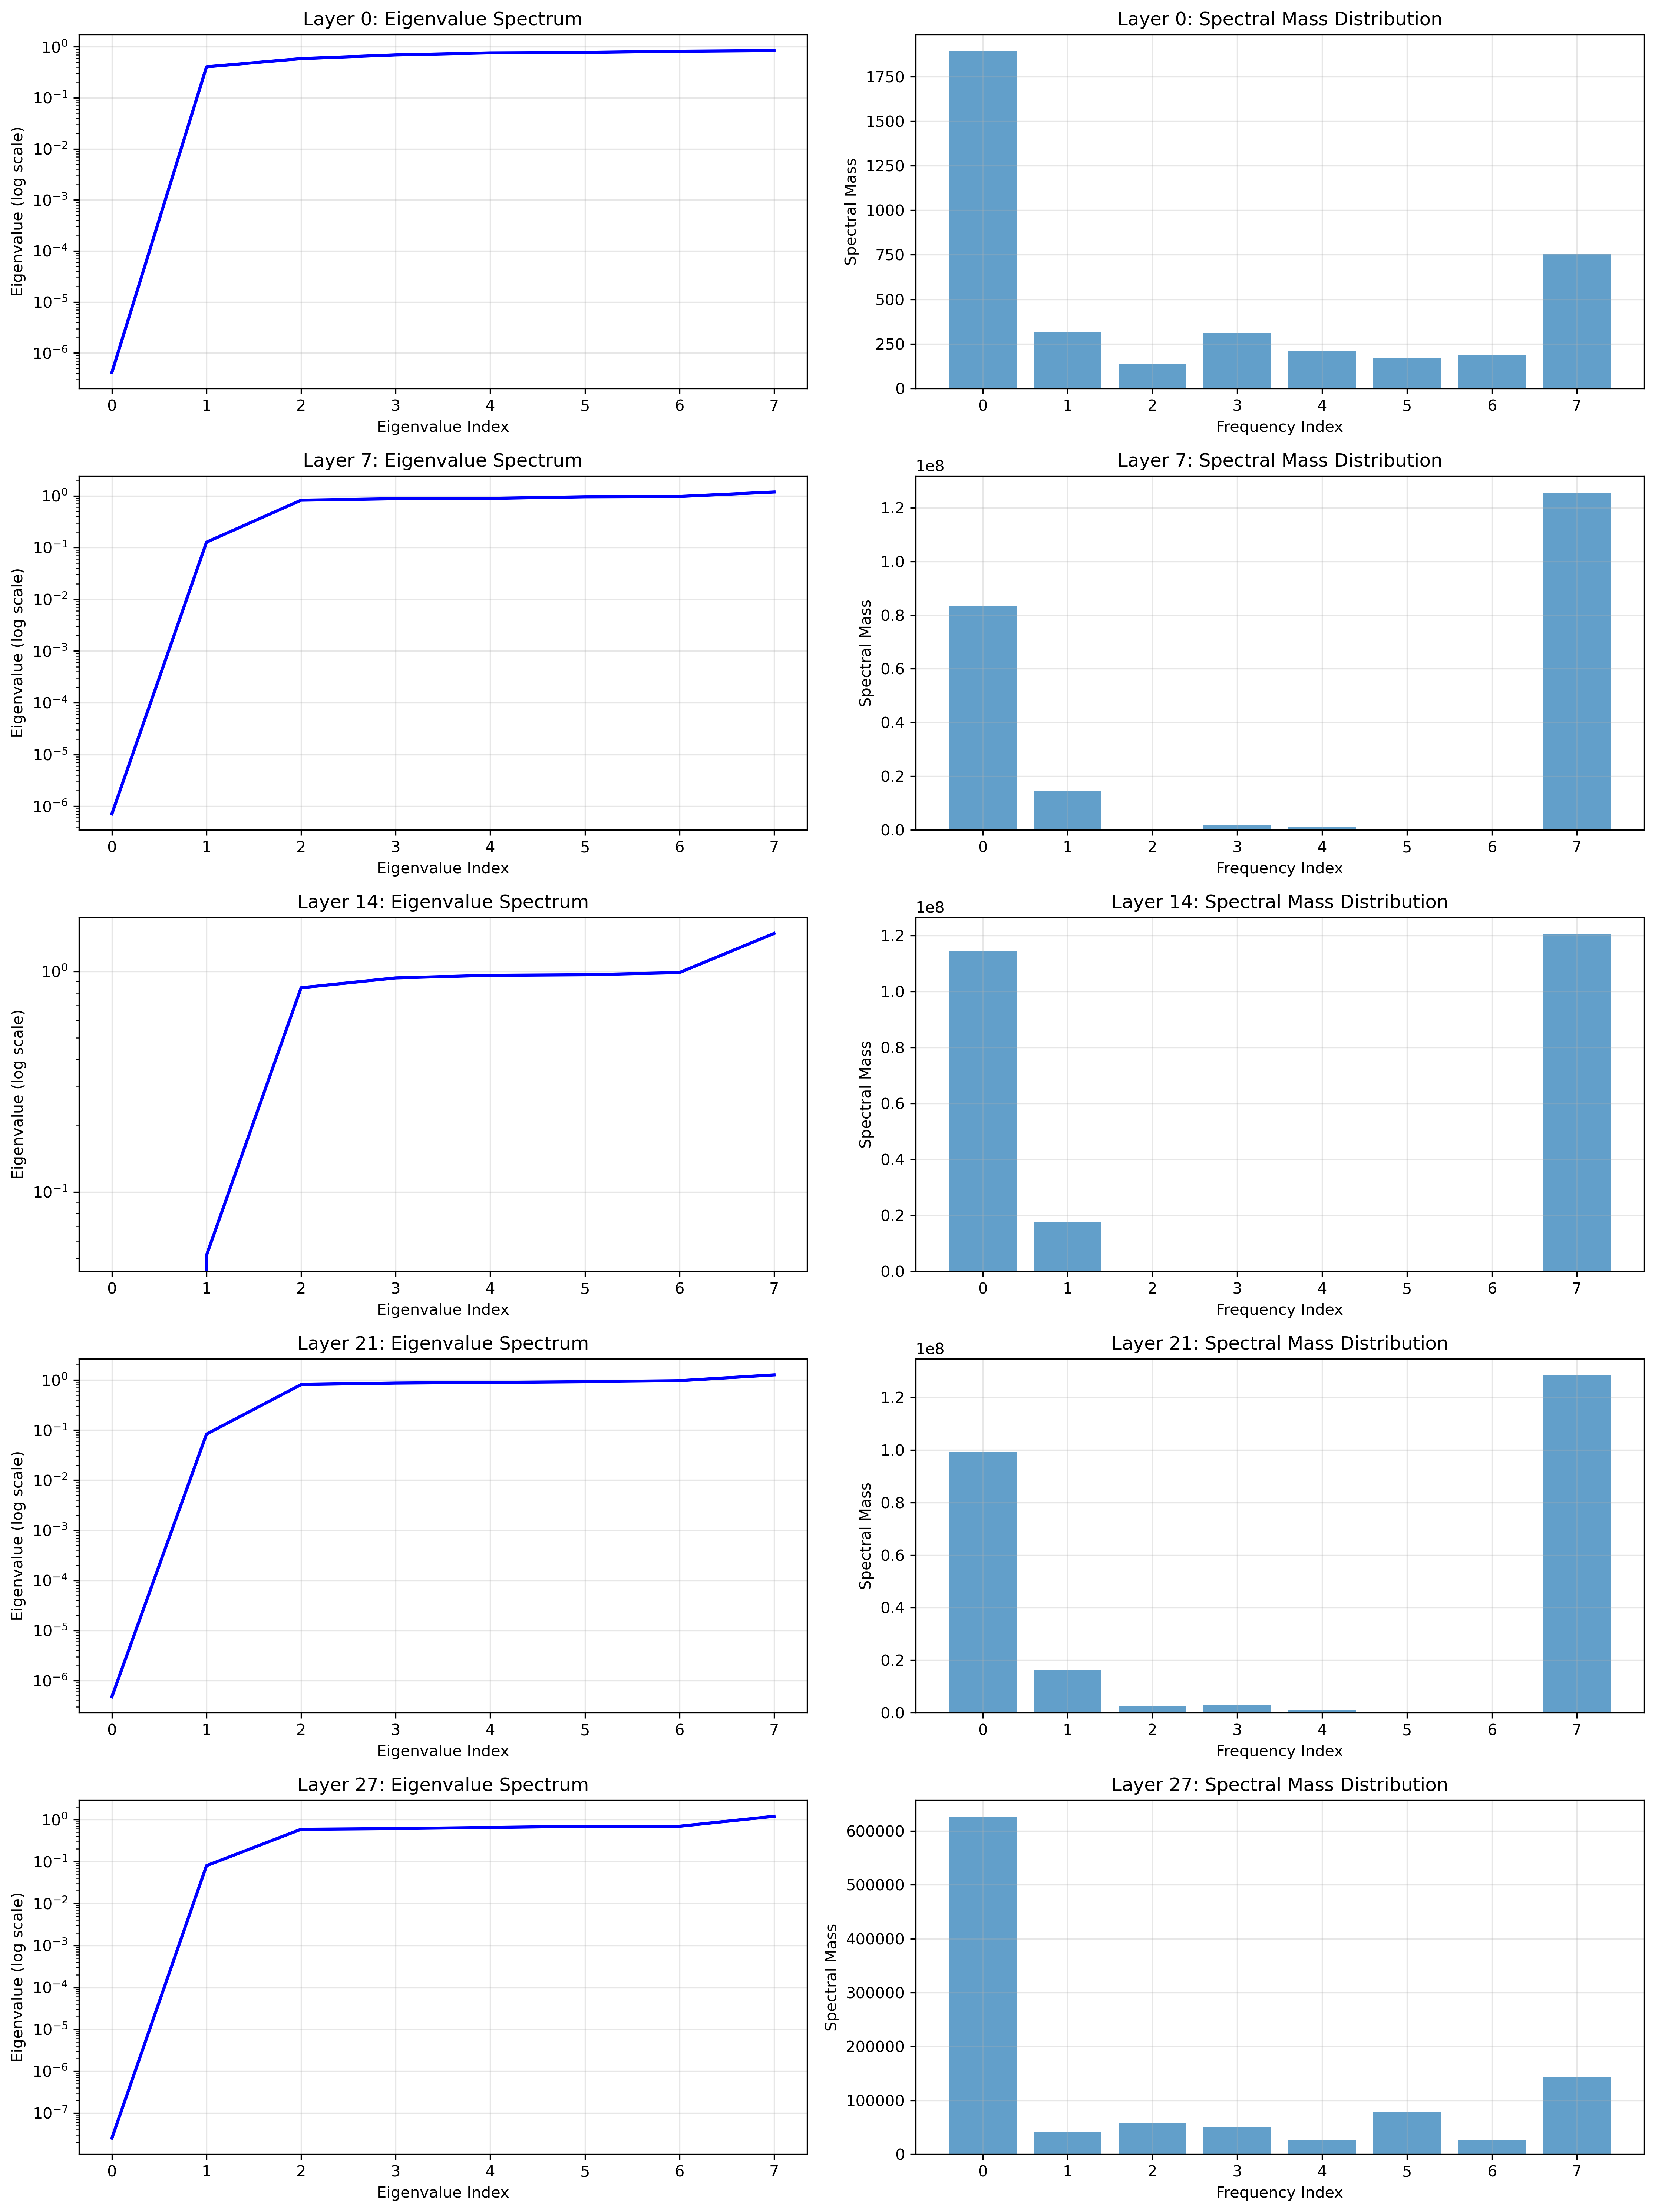 Layer 0: Eigenvalue Spectrum
Eigenvalue (log scale)
10⁰
10⁻¹
10⁻²
10⁻³
10⁻⁴
10⁻⁵
10⁻⁶
0 1 2 3 4 5 6 7
Eigenvalue Index
Layer 0: Spectral Mass Distribution
Spectral Mass
1750
1500
1250
1000
750
500
250
0
0 1 2 3 4 5 6 7
Frequency Index
Layer 7: Eigenvalue Spectrum
Eigenvalue (log scale)
10⁰
10⁻¹
10⁻²
10⁻³
10⁻⁴
10⁻⁵
10⁻⁶
0 1 2 3 4 5 6 7
Eigenvalue Index
Layer 7: Spectral Mass Distribution
1e8
Spectral Mass
1.2
1.0
0.8
0.6
0.4
0.2
0.0
0 1 2 3 4 5 6 7
Frequency Index
Layer 14: Eigenvalue Spectrum
Eigenvalue (log scale)
10⁰
10⁻¹
0 1 2 3 4 5 6 7
Eigenvalue Index
Layer 14: Spectral Mass Distribution
1e8
Spectral Mass
1.2
1.0
0.8
0.6
0.4
0.2
0.0
0 1 2 3 4 5 6 7
Frequency Index
Layer 21: Eigenvalue Spectrum
Eigenvalue (log scale)
10⁰
10⁻¹
10⁻²
10⁻³
10⁻⁴
10⁻⁵
10⁻⁶
0 1 2 3 4 5 6 7
Eigenvalue Index
Layer 21: Spectral Mass Distribution
1e8
Spectral Mass
1.2
1.0
0.8
0.6
0.4
0.2
0.0
0 1 2 3 4 5 6 7
Frequency Index
Layer 27: Eigenvalue Spectrum
Eigenvalue (log scale)
10⁰
10⁻¹
10⁻²
10⁻³
10⁻⁴
10⁻⁵
10⁻⁶
10⁻⁷
0 1 2 3 4 5 6 7
Eigenvalue Index
Layer 27: Spectral Mass Distribution
Spectral Mass
600000
500000
400000
300000
200000
100000
0
0 1 2 3 4 5 6 7
Frequency Index